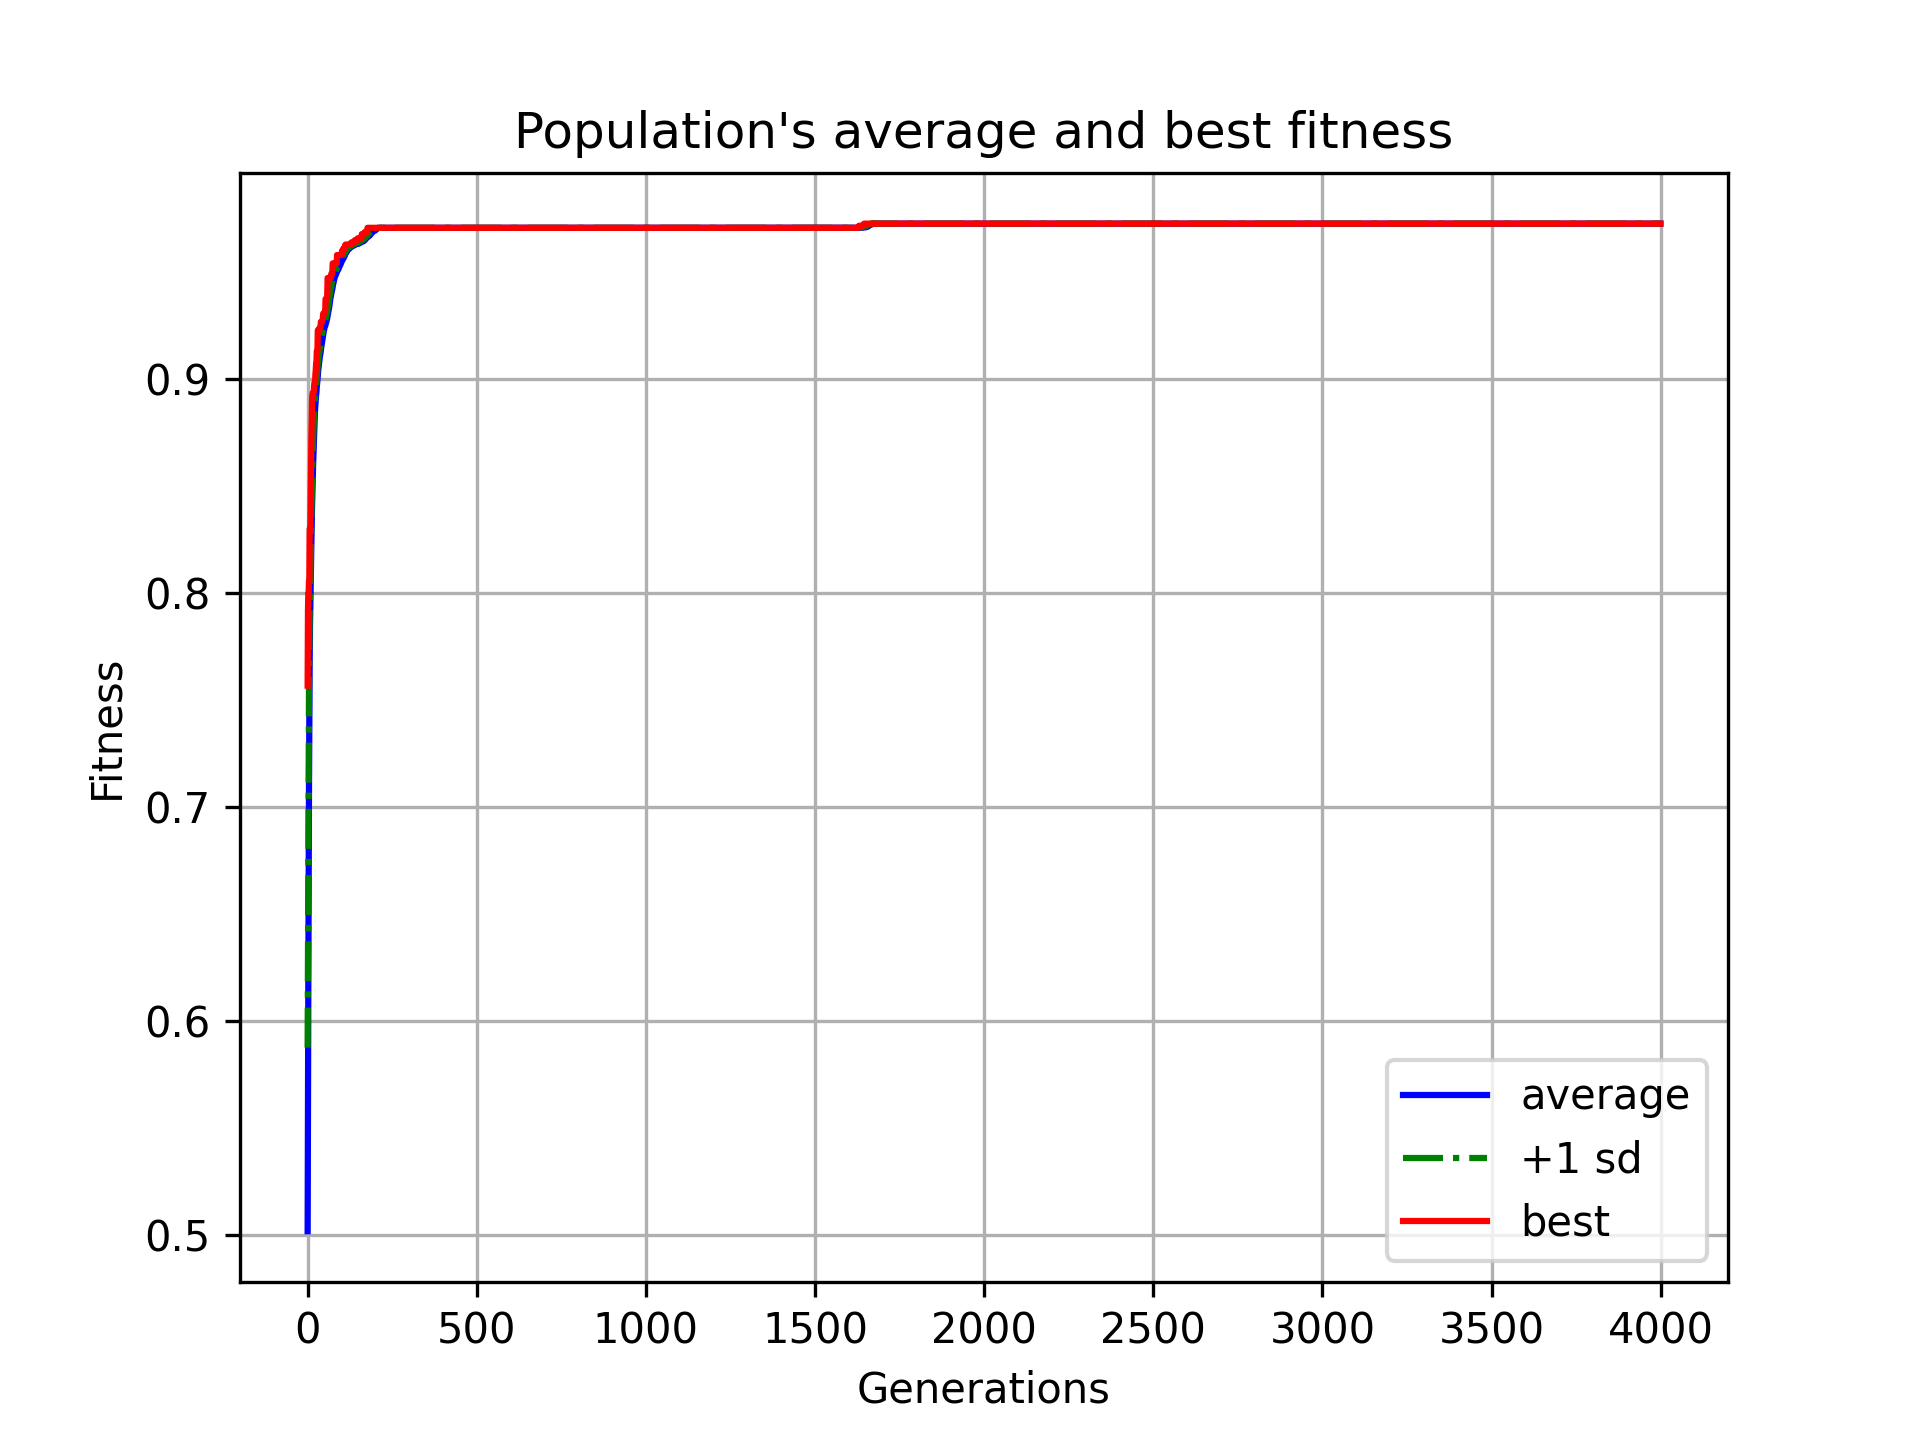 Population's average and best fitness
Fitness
0.9
0.8
0.7
0.6
0.5
average
+1 sd
best
0 500 1000 1500 2000 2500 3000 3500 4000
Generations